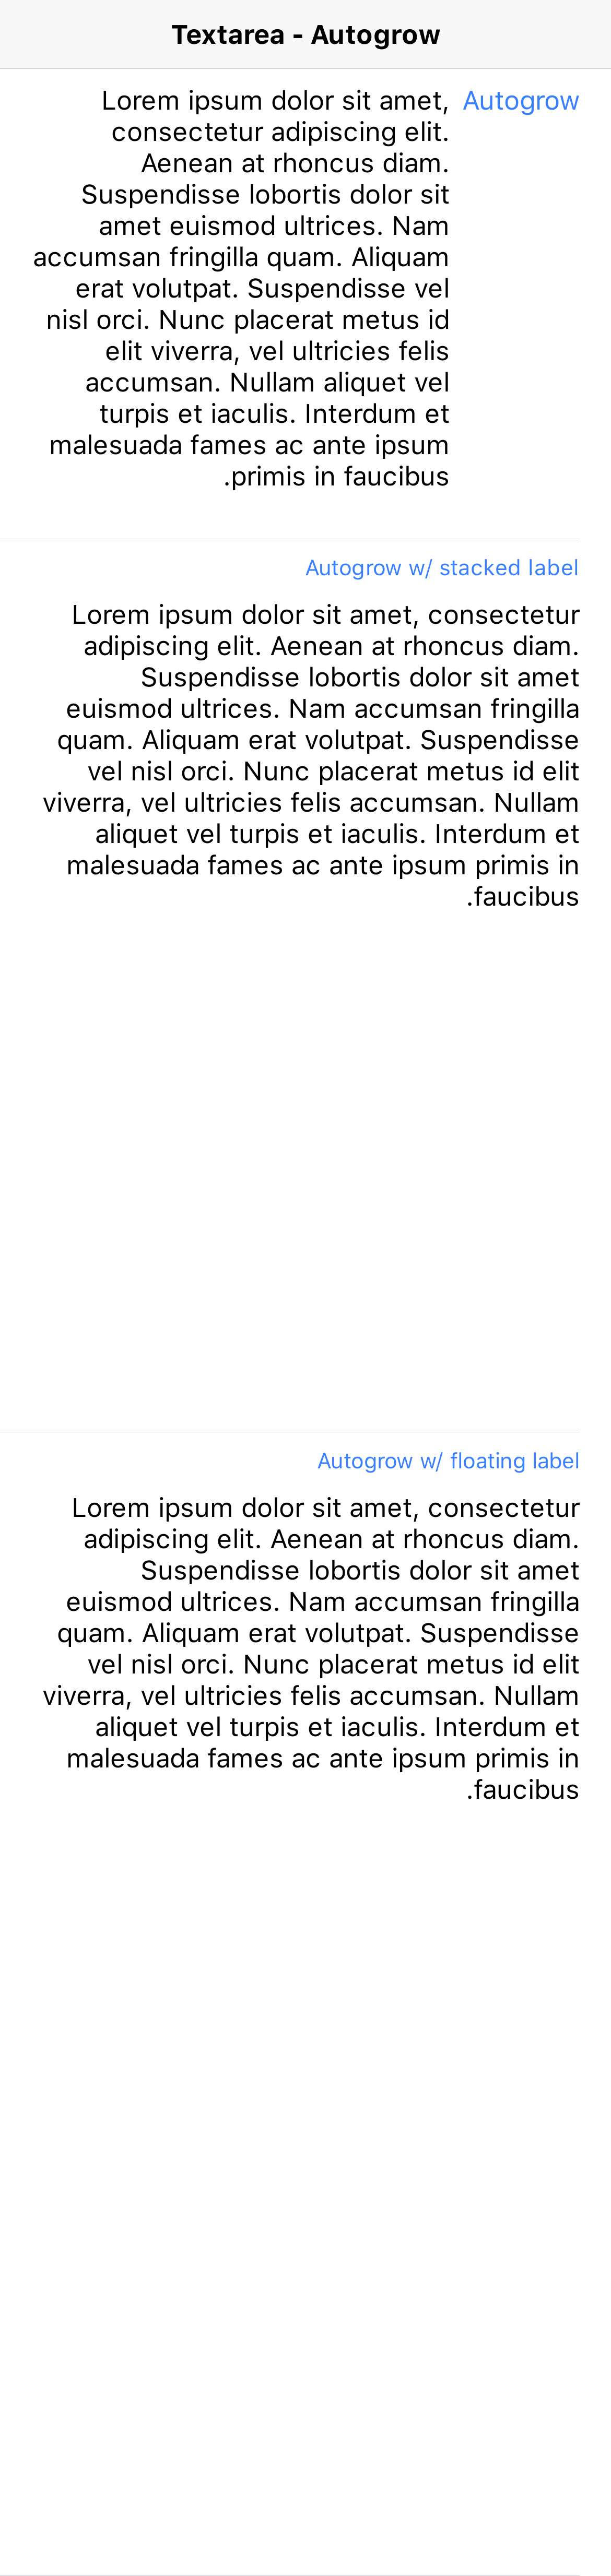 Textarea - Autogrow
Autogrow
Lorem ipsum dolor sit amet,
consectetur adipiscing elit.
Aenean at rhoncus diam.
Suspendisse lobortis dolor sit
amet euismod ultrices. Nam
accumsan fringilla quam. Aliquam
erat volutpat. Suspendisse vel
nisl orci. Nunc placerat metus id
elit viverra, vel ultricies felis
accumsan. Nullam aliquet vel
turpis et iaculis. Interdum et
malesuada fames ac ante ipsum
.primis in faucibus
Autogrow w/ stacked label
Lorem ipsum dolor sit amet, consectetur
adipiscing elit. Aenean at rhoncus diam.
Suspendisse lobortis dolor sit amet
euismod ultrices. Nam accumsan fringilla
quam. Aliquam erat volutpat. Suspendisse
vel nisl orci. Nunc placerat metus id elit
viverra, vel ultricies felis accumsan. Nullam
aliquet vel turpis et iaculis. Interdum et
malesuada fames ac ante ipsum primis in
.faucibus
Autogrow w/ floating label
Lorem ipsum dolor sit amet, consectetur
adipiscing elit. Aenean at rhoncus diam.
Suspendisse lobortis dolor sit amet
euismod ultrices. Nam accumsan fringilla
quam. Aliquam erat volutpat. Suspendisse
vel nisl orci. Nunc placerat metus id elit
viverra, vel ultricies felis accumsan. Nullam
aliquet vel turpis et iaculis. Interdum et
malesuada fames ac ante ipsum primis in
.faucibus